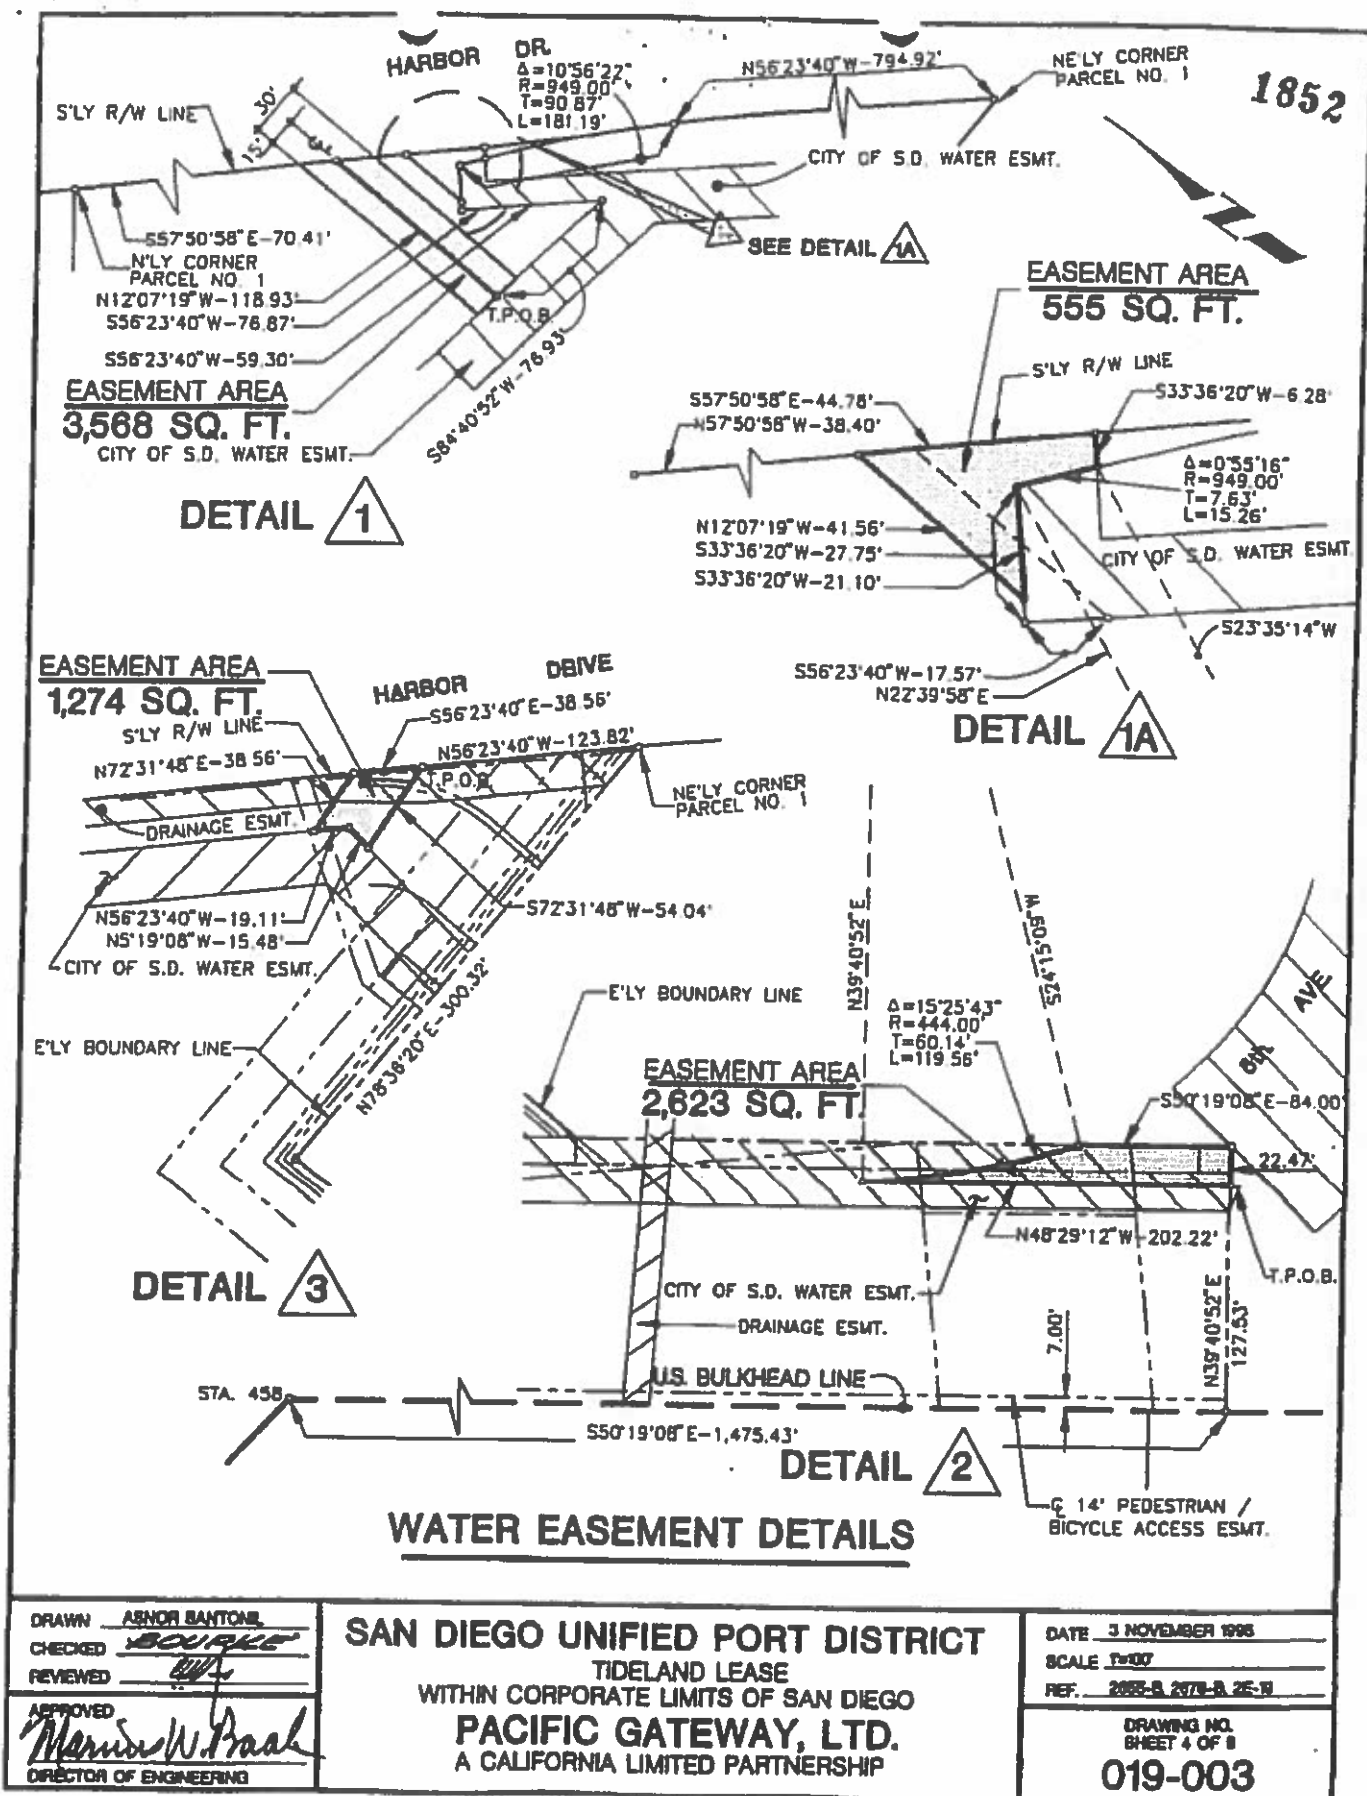 1852
HARBOR DR.
Δ=10°56'22"
R=949.00'
T=90.87'
L=181.19'
N56°23'40"W-794.92'
NE'LY CORNER
PARCEL NO. 1
S'LY R/W LINE
30'
15'
CITY OF S.D. WATER ESMT.
S57°50'58"E-70.41'
N'LY CORNER
PARCEL NO. 1
N12°07'19"W-118.93'
S56°23'40"W-76.87'
S56°23'40"W-59.30'
EASEMENT AREA
3,568 SQ. FT.
CITY OF S.D. WATER ESMT.
T.P.O.B.
S84°40'52"W-76.93'
SEE DETAIL 1A
DETAIL 1
EASEMENT AREA
555 SQ. FT.
S'LY R/W LINE
S57°50'58"E-44.78'
N57°50'58"W-38.40'
S33°36'20"W-6.28'
Δ=0°55'16"
R=949.00'
T=7.63'
L=15.26'
N12°07'19"W-41.56'
S33°36'20"W-27.75'
S33°36'20"W-21.10'
CITY OF S.D. WATER ESMT.
S23°35'14"W
S56°23'40"W-17.57'
N22°39'58"E
DETAIL 1A
EASEMENT AREA
1,274 SQ. FT.
HARBOR DRIVE
S56°23'40"E-38.56'
S'LY R/W LINE
N72°31'48"E-38.56'
N56°23'40"W-123.82'
T.P.O.B.
NE'LY CORNER
PARCEL NO. 1
DRAINAGE ESMT.
N56°23'40"W-19.11'
N5°19'08"W-15.48'
CITY OF S.D. WATER ESMT.
S72°31'48"W-54.04'
E'LY BOUNDARY LINE
N78°36'20"E-300.32'
DETAIL 3
N39°40'52"E
S24°15'09"W
E'LY BOUNDARY LINE
Δ=15°25'43"
R=444.00'
T=60.14'
L=119.56'
EASEMENT AREA
2,623 SQ. FT.
8th AVE
S50°19'08"E-84.00'
22.47'
N48°29'12"W-202.22'
T.P.O.B.
CITY OF S.D. WATER ESMT.
DRAINAGE ESMT.
7.00'
N39°40'52"E
127.53'
U.S. BULKHEAD LINE
STA. 458
S50°19'08"E-1,475.43'
DETAIL 2
℄ 14' PEDESTRIAN /
BICYCLE ACCESS ESMT.
WATER EASEMENT DETAILS
DRAWN
CHECKED BOURKE
REVIEWED
APPROVED
Marvin W. Baak
DIRECTOR OF ENGINEERING
SAN DIEGO UNIFIED PORT DISTRICT
TIDELAND LEASE
WITHIN CORPORATE LIMITS OF SAN DIEGO
PACIFIC GATEWAY, LTD.
A CALIFORNIA LIMITED PARTNERSHIP
DATE 3 NOVEMBER
SCALE 1"=100'
REF.
DRAWING NO.
SHEET 4 OF
019-003